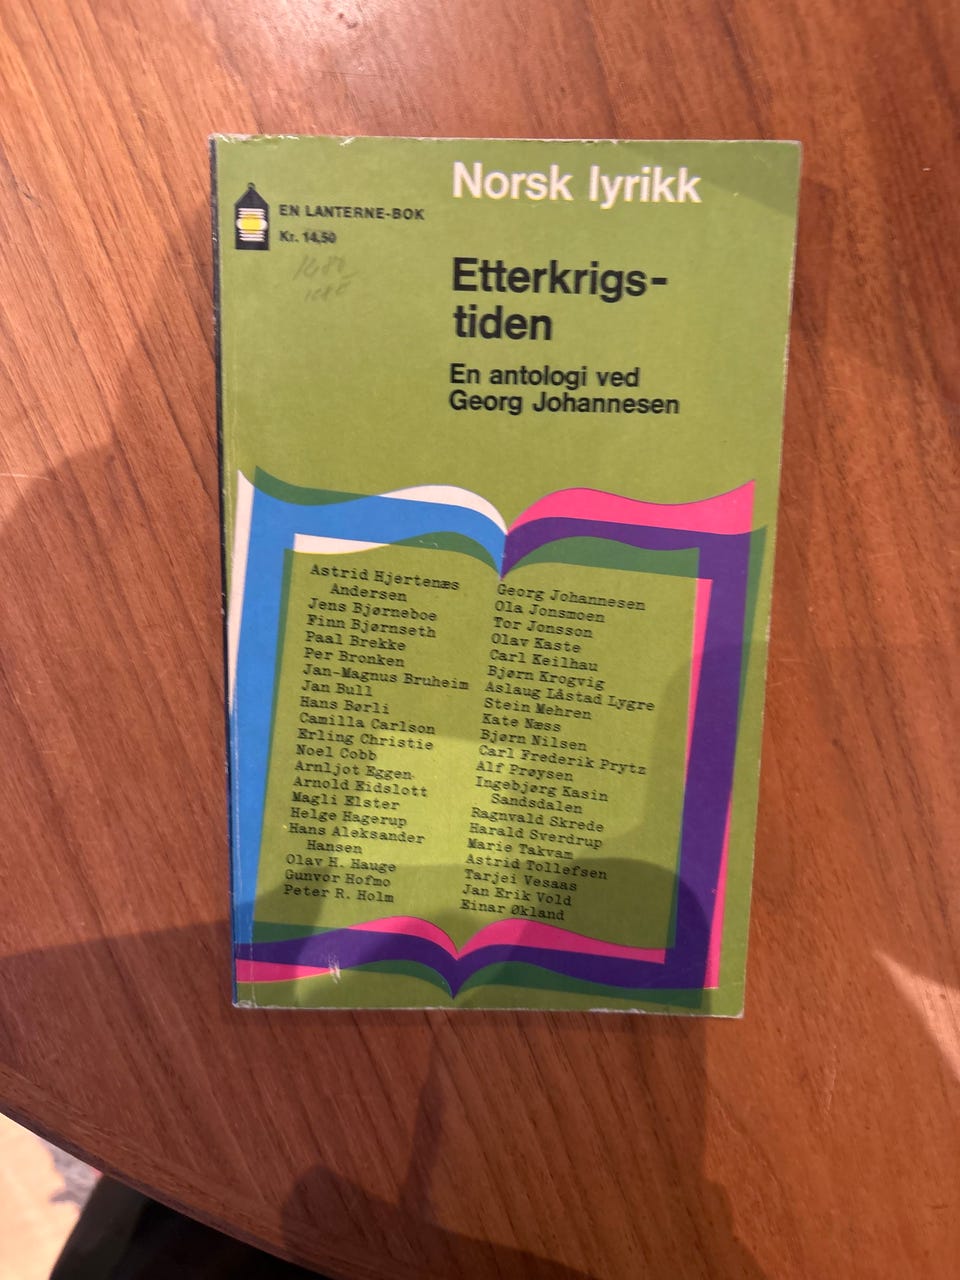 Norsk lyrikk
EN LANTERNE-BOK
Kr. 14,50
Etterkrigs-
tiden
En antologi ved
Georg Johannesen
Astrid Hjertenæs
Andersen
Jens Bjørneboe
Finn Bjørnseth
Paal Brekke
Per Bronken
Jan-Magnus Bruheim
Jan Bull
Hans Børli
Camilla Carlson
Erling Christie
Noel Cobb
Arnljot Eggen
Arnold Eidslott
Magli Elster
Helge Hagerup
Hans Aleksander
Hansen
Olav H. Hauge
Gunvor Hofmo
Peter R. Holm
Georg Johannesen
Ola Jonsmoen
Tor Jonsson
Olav Kaste
Carl Keilhau
Bjørn Krogvig
Aslaug Låstad Lygre
Stein Mehren
Kate Næss
Bjørn Nilsen
Carl Frederik Prytz
Alf Prøysen
Ingebjørg Kasin
Sandsdalen
Ragnvald Skrede
Harald Sverdrup
Marie Takvam
Astrid Tollefsen
Tarjei Vesaas
Jan Erik Vold
Einar Økland